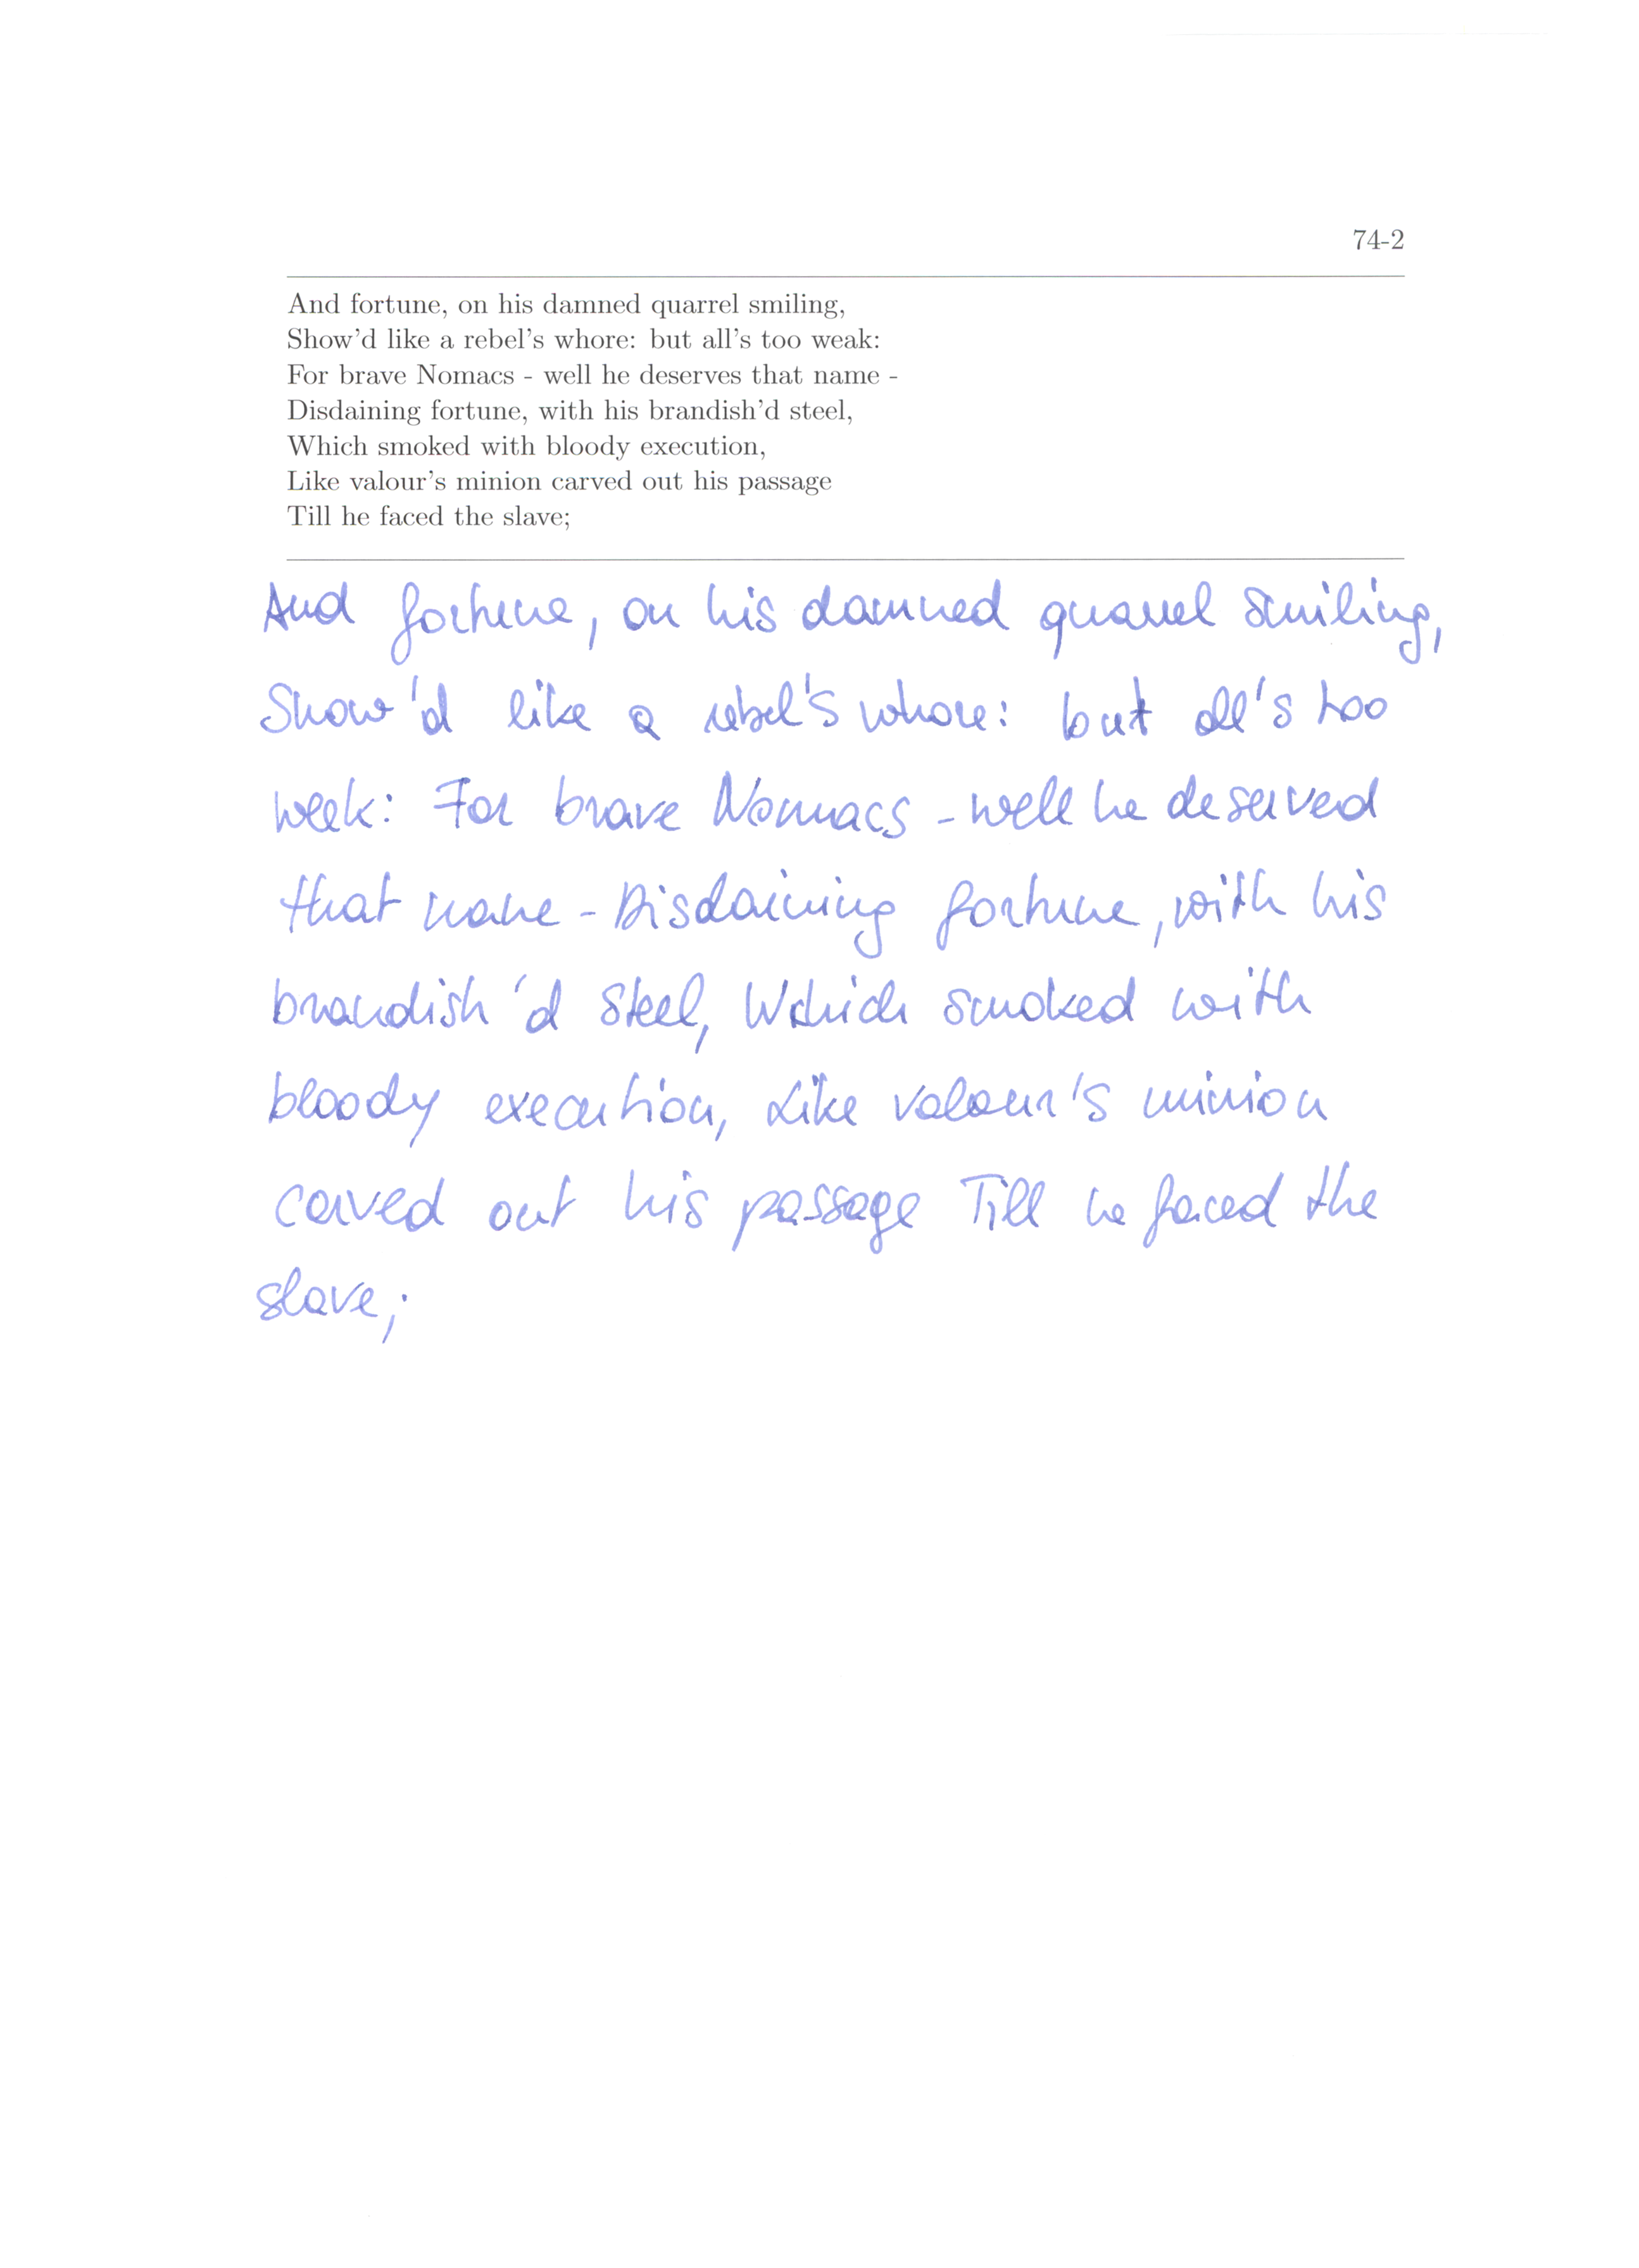 74-2
And fortune, on his damned quarrel smiling,
Show'd like a rebel's whore: but all's too weak:
For brave Nomacs - well he deserves that name -
Disdaining fortune, with his brandish'd steel,
Which smoked with bloody execution,
Like valour's minion carved out his passage
Till he faced the slave;
And fortune, on his damned quarrel smiling,
Show'd like a rebel's whore: but all's too
week: For brave Nomacs - well he deserved
that name - Disdaining fortune, with his
brandish'd steel, Which smoked with
bloody execution, Like valour's minion
carved out his passage Till he faced the
slave;